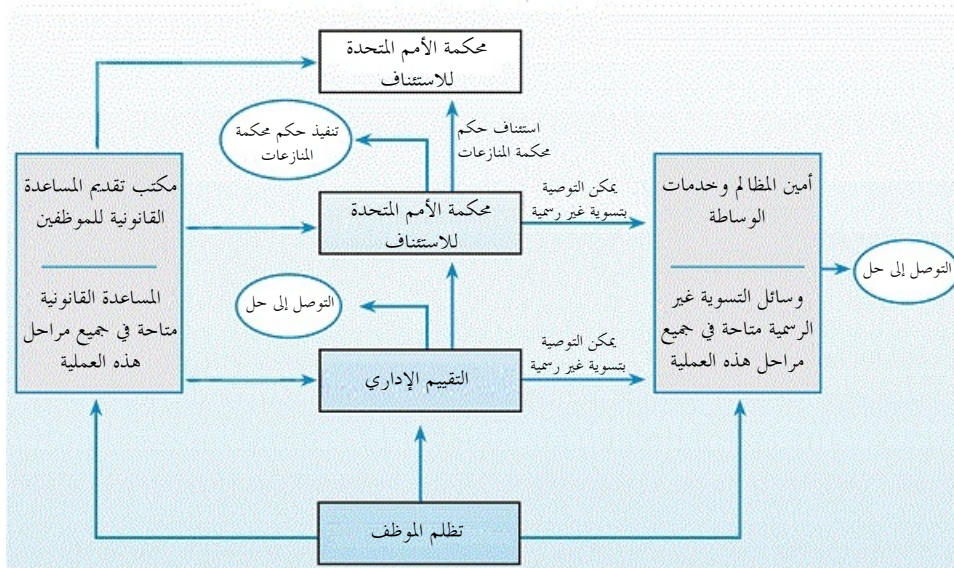 محكمة الأمم المتحدة
للاستئناف
تنفيذ حكم محكمة
المنازعات
استئناف حكم
محكمة المنازعات
مكتب تقديم المساعدة
القانونية للموظفين
المساعدة القانونية
متاحة في جميع مراحل
هذه العملية
محكمة الأمم المتحدة
للاستئناف
يمكن التوصية
بتسوية غير رسمية
أمين المظالم وخدمات
الوساطة
وسائل التسوية غير
الرسمية متاحة في جميع
مراحل هذه العملية
التوصل إلى حل
التوصل إلى حل
التقييم الإداري
يمكن التوصية
بتسوية غير رسمية
تظلم الموظف